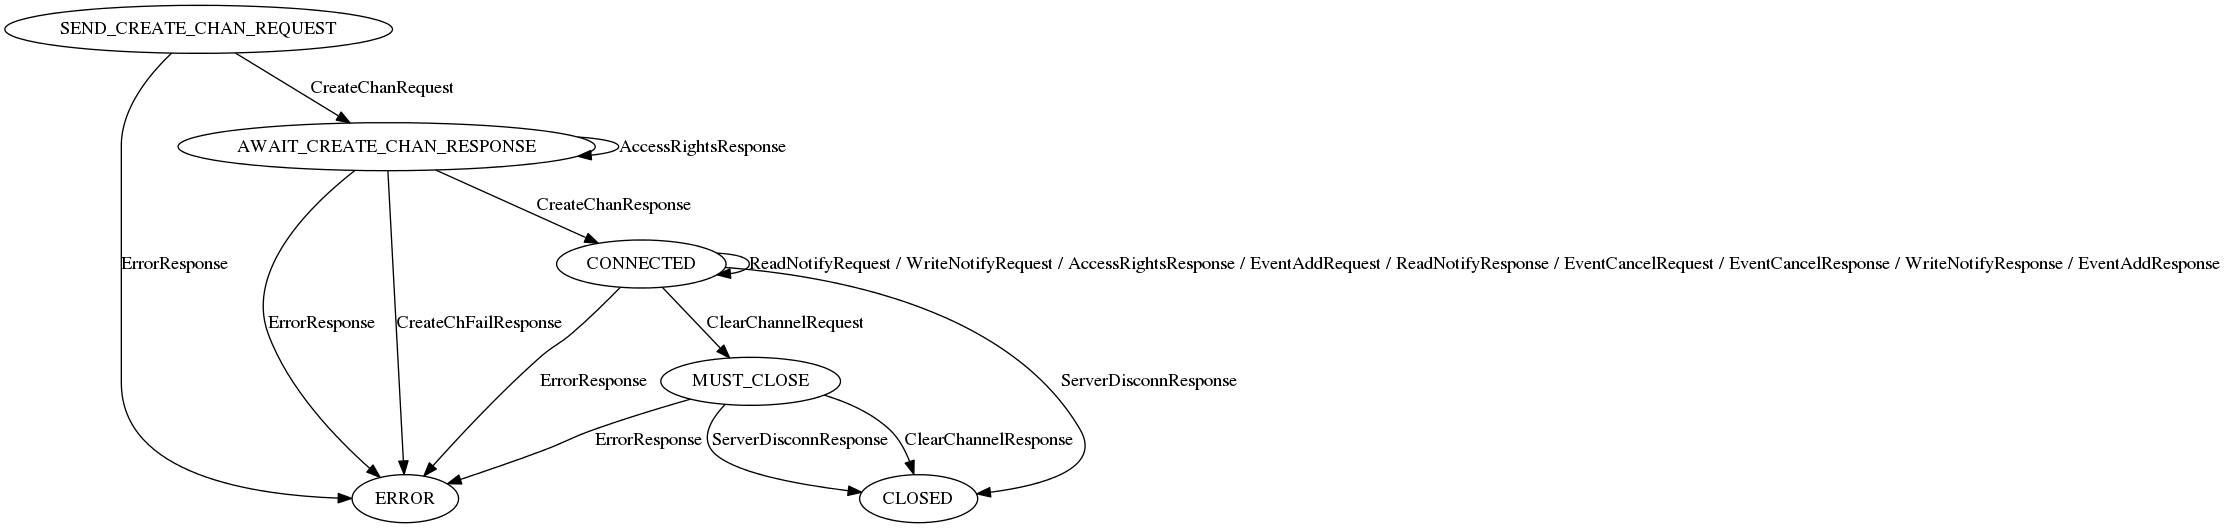 SEND_CREATE_CHAN_REQUEST
CreateChanRequest
AWAIT_CREATE_CHAN_RESPONSE
AccessRightsResponse
CreateChanResponse
ErrorResponse
CONNECTED
ReadNotifyRequest / WriteNotifyRequest / AccessRightsResponse / EventAddRequest / ReadNotifyResponse / EventCancelRequest / EventCancelResponse / WriteNotifyResponse / EventAddResponse
ErrorResponse
CreateChFailResponse
ClearChannelRequest
ErrorResponse
MUST_CLOSE
ServerDisconnResponse
ErrorResponse
ServerDisconnResponse
ClearChannelResponse
ERROR
CLOSED